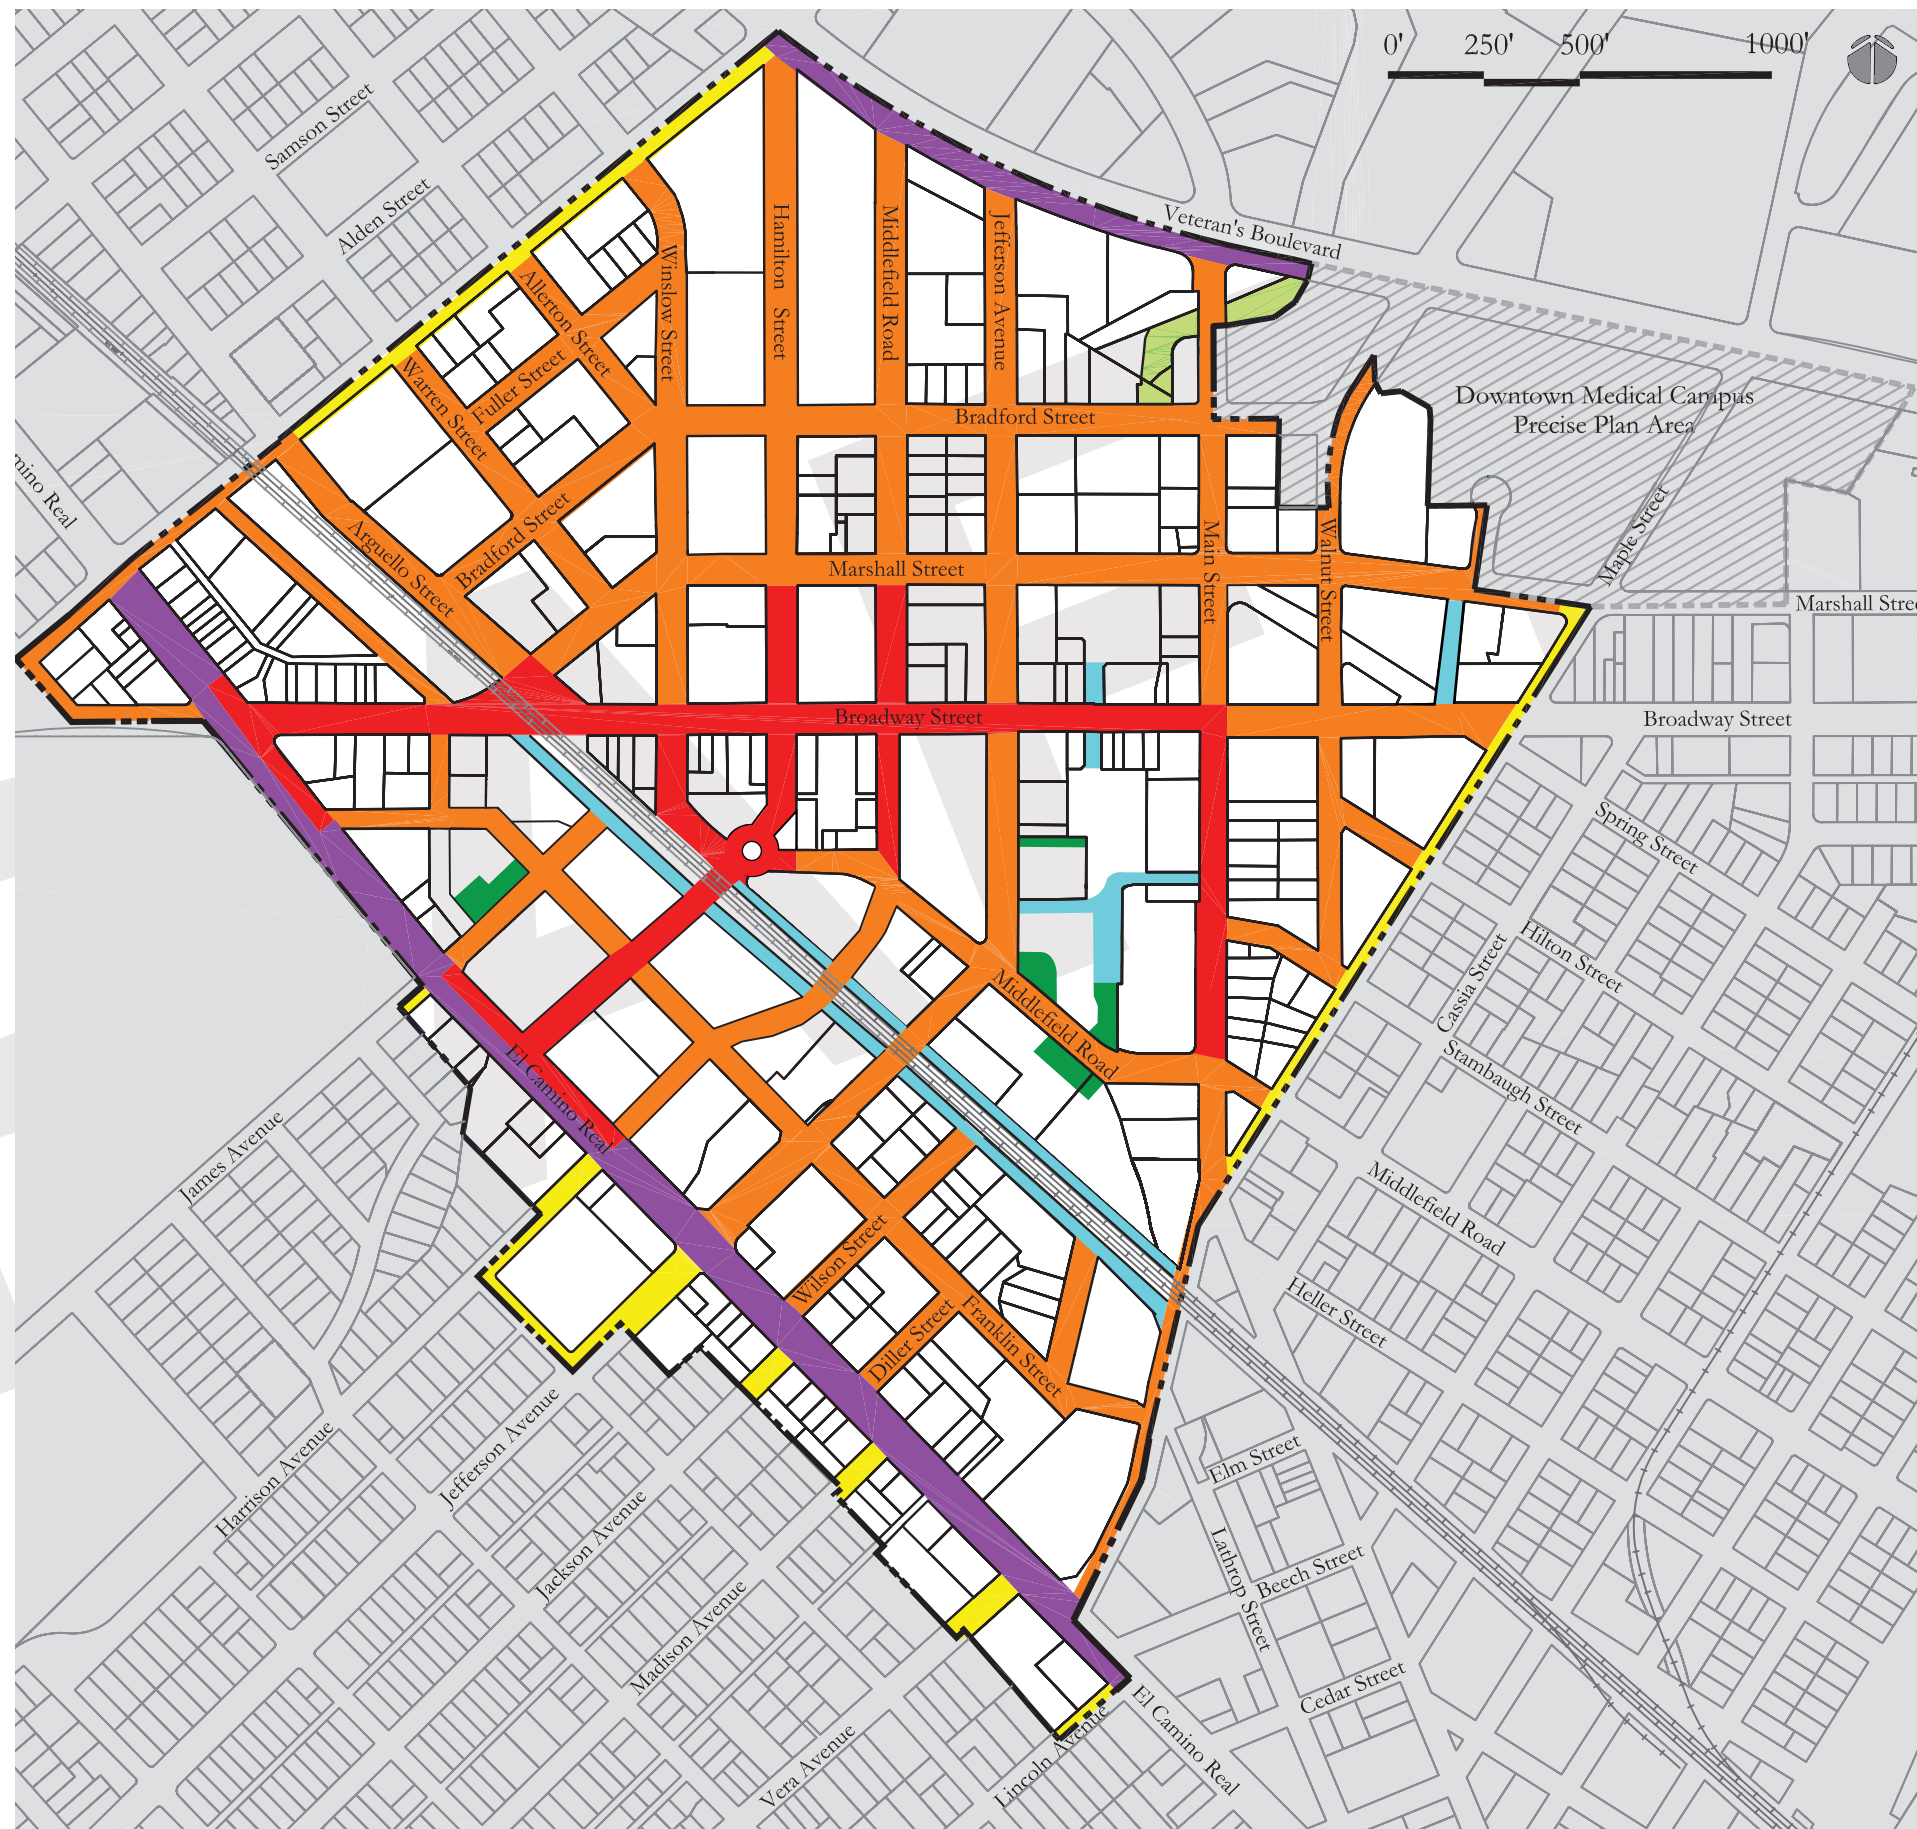 0' 250' 500' 1000'
Samson Street
Alden Street
Veteran's Boulevard
Hamilton Street
Middlefield Road
Jefferson Avenue
Winslow Street
Allerton Street
Fuller Street
Warren Street
Bradford Street
Downtown Medical Campus
Precise Plan Area
mino Real
Arguello Street
Bradford Street
Marshall Street
Main Street
Walnut Street
Maple Street
Marshall Stree
Broadway Street
Broadway Street
Spring Street
Hilton Street
Cassia Street
Middlefield Road
Stambaugh Street
El Camino Real
James Avenue
Middlefield Road
Wilson Street
Heller Street
Franklin Street
Diller Street
Jefferson Avenue
Harrison Avenue
Elm Street
Jackson Avenue
Lathrop Street
Beech Street
Madison Avenue
Cedar Street
Vera Avenue
Lincoln Avenue
El Camino Real